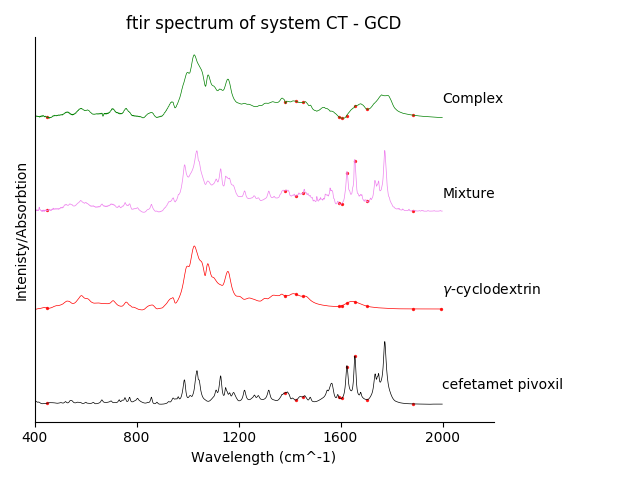 ftir spectrum of system CT - GCD
Intenisty/Absorbtion
Complex
Mixture
γ-cyclodextrin
cefetamet pivoxil
400 800 1200 1600 2000
Wavelength (cm^-1)